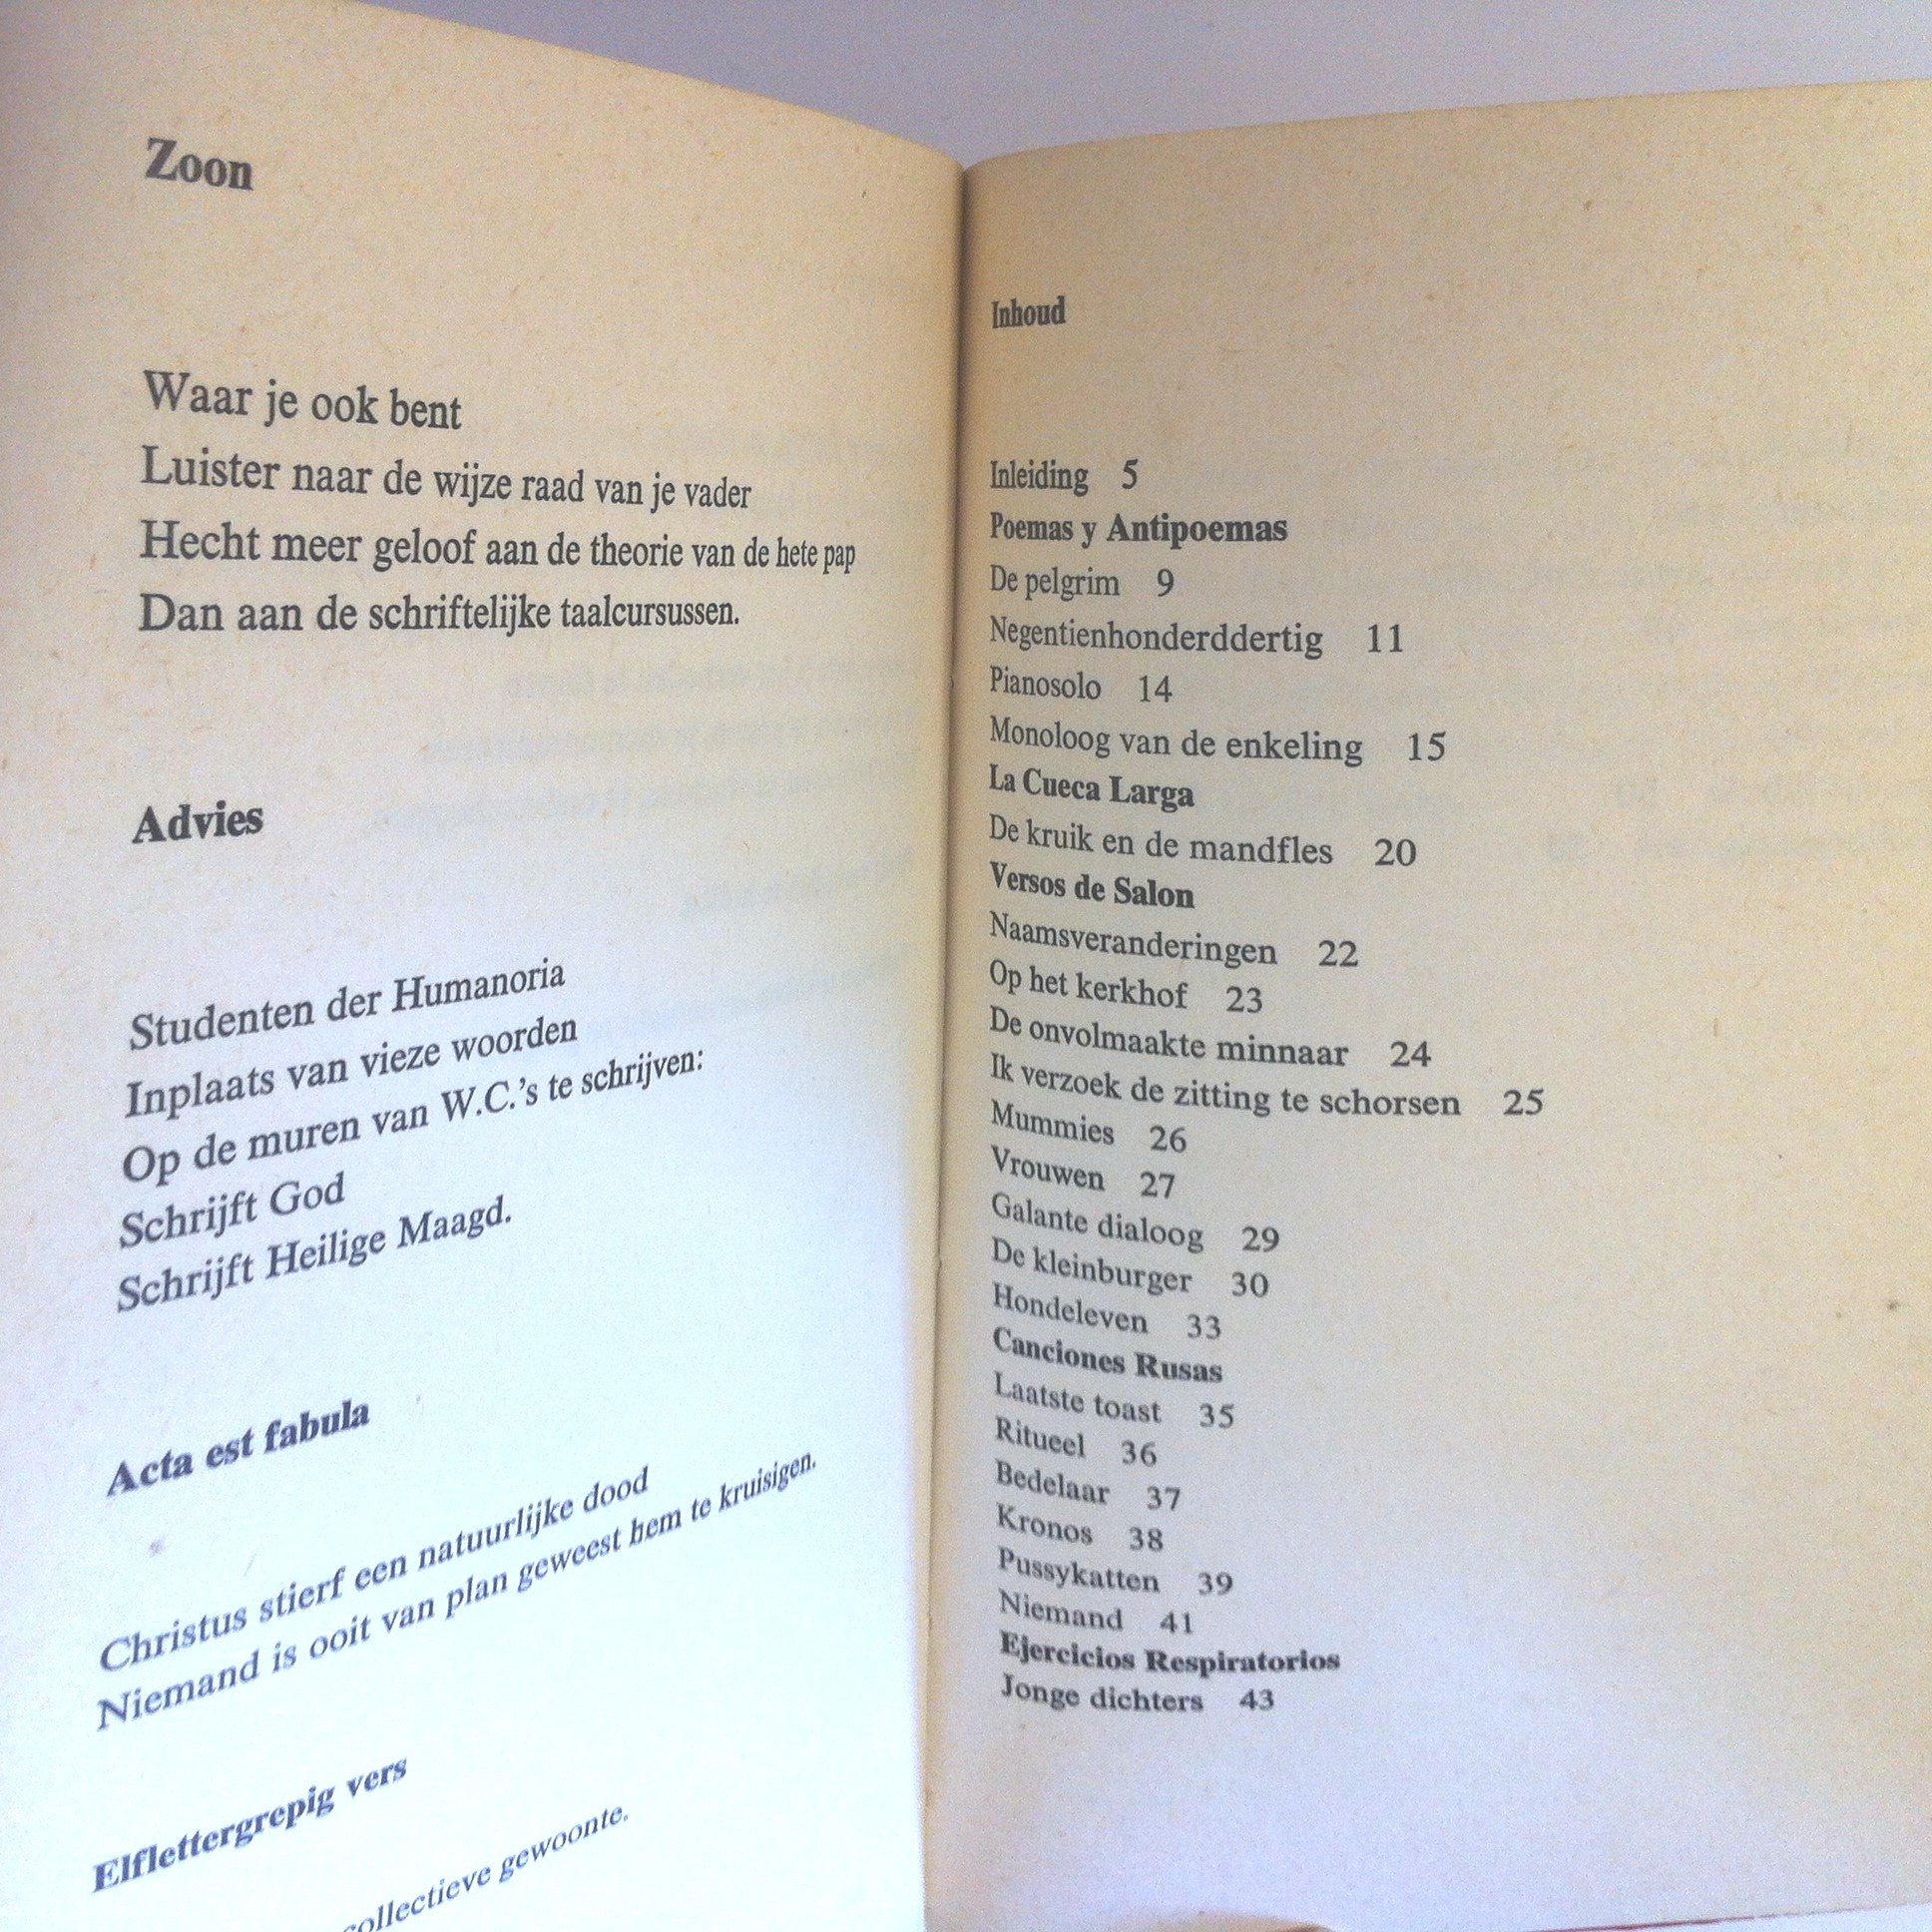 Zoon
Waar je ook bent
Luister naar de wijze raad van je vader
Hecht meer geloof aan de theorie van de hete pap
Dan aan de schriftelijke taalcursussen.
Advies
Studenten der Humanoria
Inplaats van vieze woorden
Op de muren van W.C.'s te schrijven:
Schrijft God
Schrijft Heilige Maagd.
Acta est fabula
Christus stierf een natuurlijke dood
Niemand is ooit van plan geweest hem te kruisigen.
Elflettergrepig vers
collectieve gewoonte.
Inhoud
Inleiding 5
Poemas y Antipoemas
De pelgrim 9
Negentienhonderddertig 11
Pianosolo 14
Monoloog van de enkeling 15
La Cueca Larga
De kruik en de mandfles 20
Versos de Salon
Naamsveranderingen 22
Op het kerkhof 23
De onvolmaakte minnaar 24
Ik verzoek de zitting te schorsen 25
Mummies 26
Vrouwen 27
Galante dialoog 29
De kleinburger 30
Hondeleven 33
Canciones Rusas
Laatste toast 35
Ritueel 36
Bedelaar 37
Kronos 38
Pussykatten 39
Niemand 41
Ejercicios Respiratorios
Jonge dichters 43